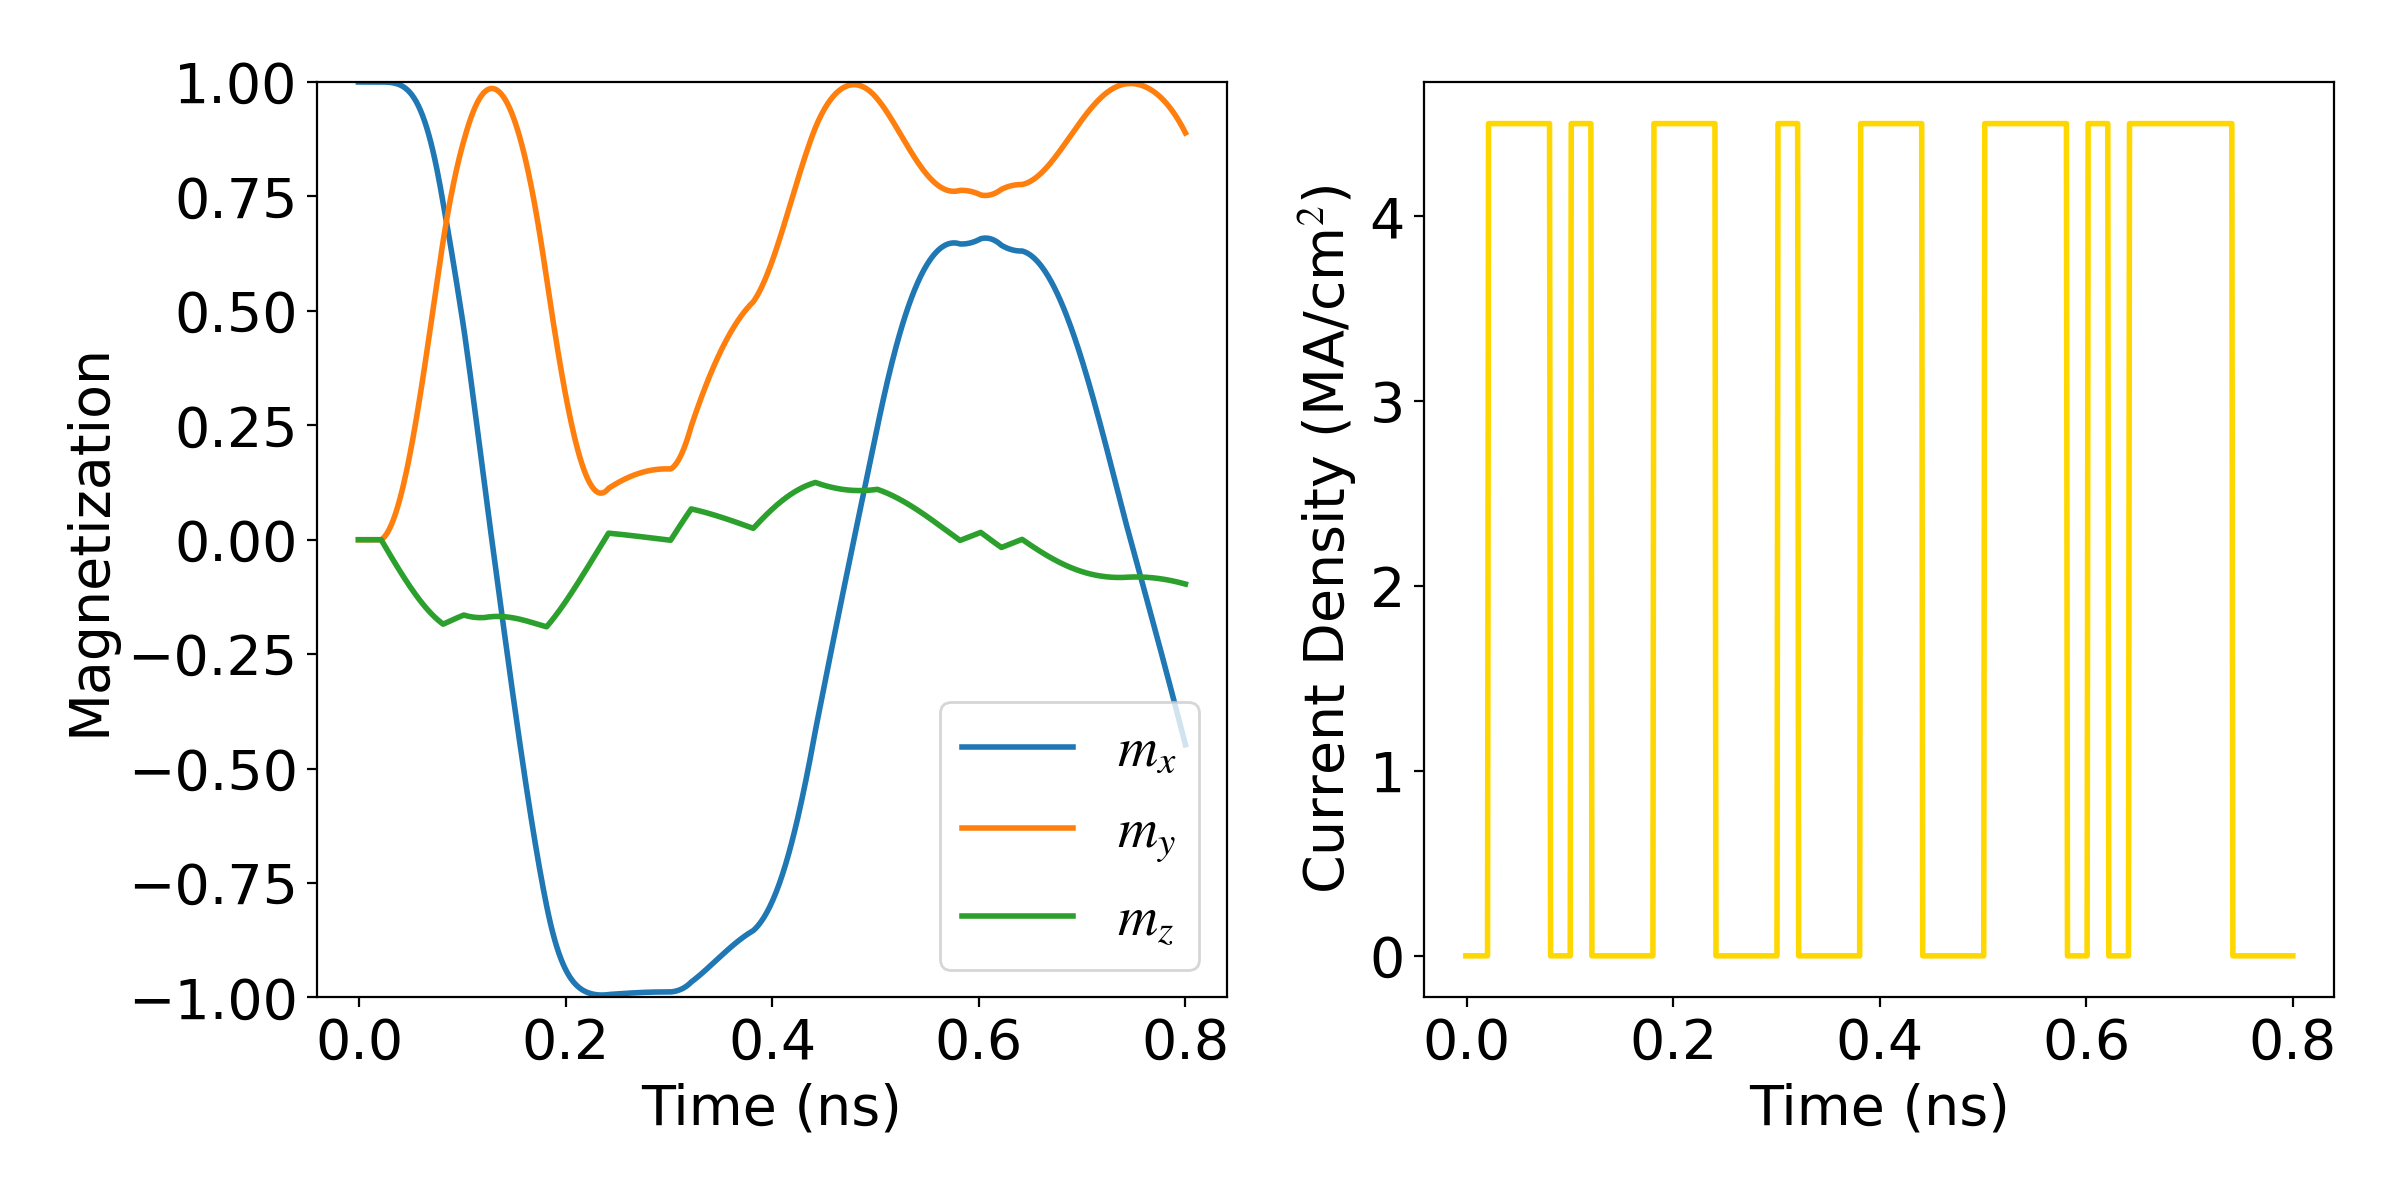 Magnetization
1.00
0.75
0.50
0.25
0.00
−0.25
−0.50
−0.75
−1.00
0.0 0.2 0.4 0.6 0.8
Time (ns)
mₓ
m_y
m_z
Current Density (MA/cm²)
4
3
2
1
0
0.0 0.2 0.4 0.6 0.8
Time (ns)